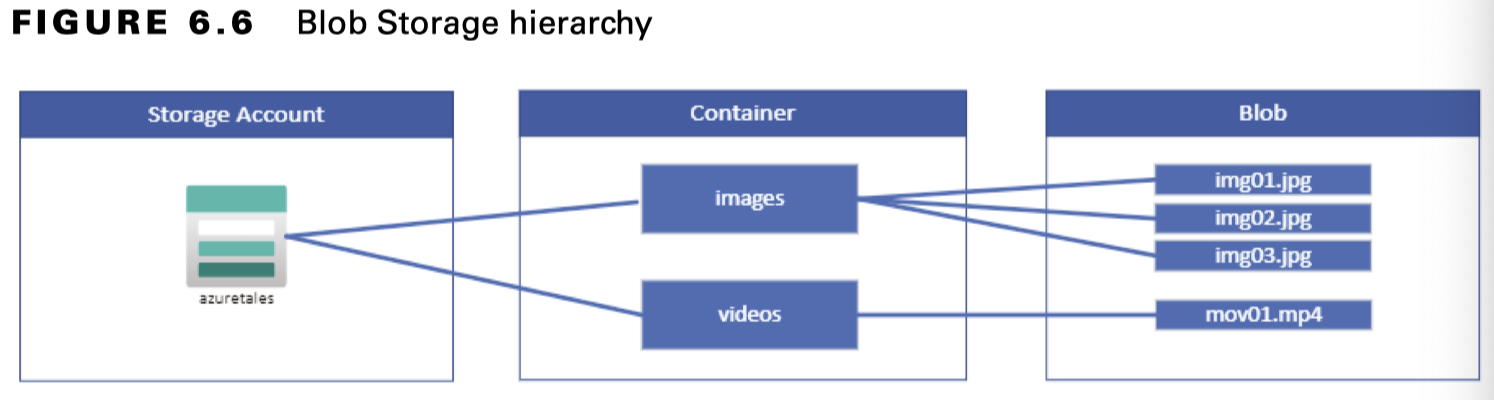 FIGURE 6.6 Blob Storage hierarchy
Storage Account
azuretales
Container
images
videos
Blob
img01.jpg
img02.jpg
img03.jpg
mov01.mp4